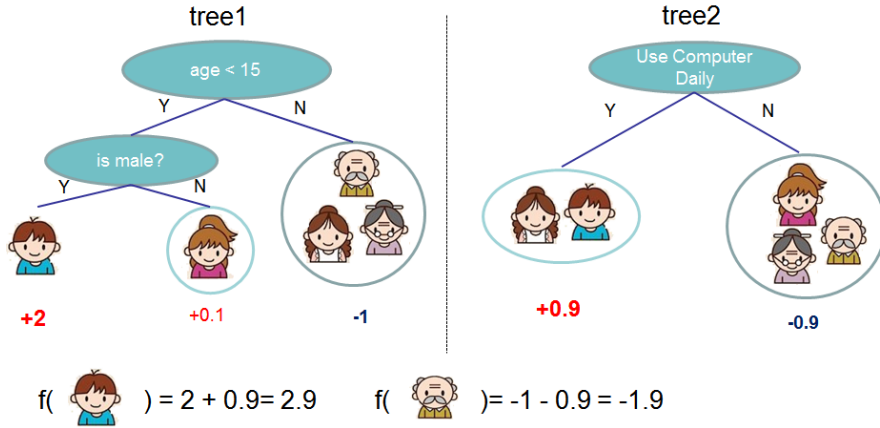 tree1
tree2
age < 15
Use Computer
Daily
Y
N
Y
N
is male?
Y
N
+2
+0.1
-1
+0.9
-0.9
f( ) = 2 + 0.9= 2.9
f( )= -1 - 0.9 = -1.9